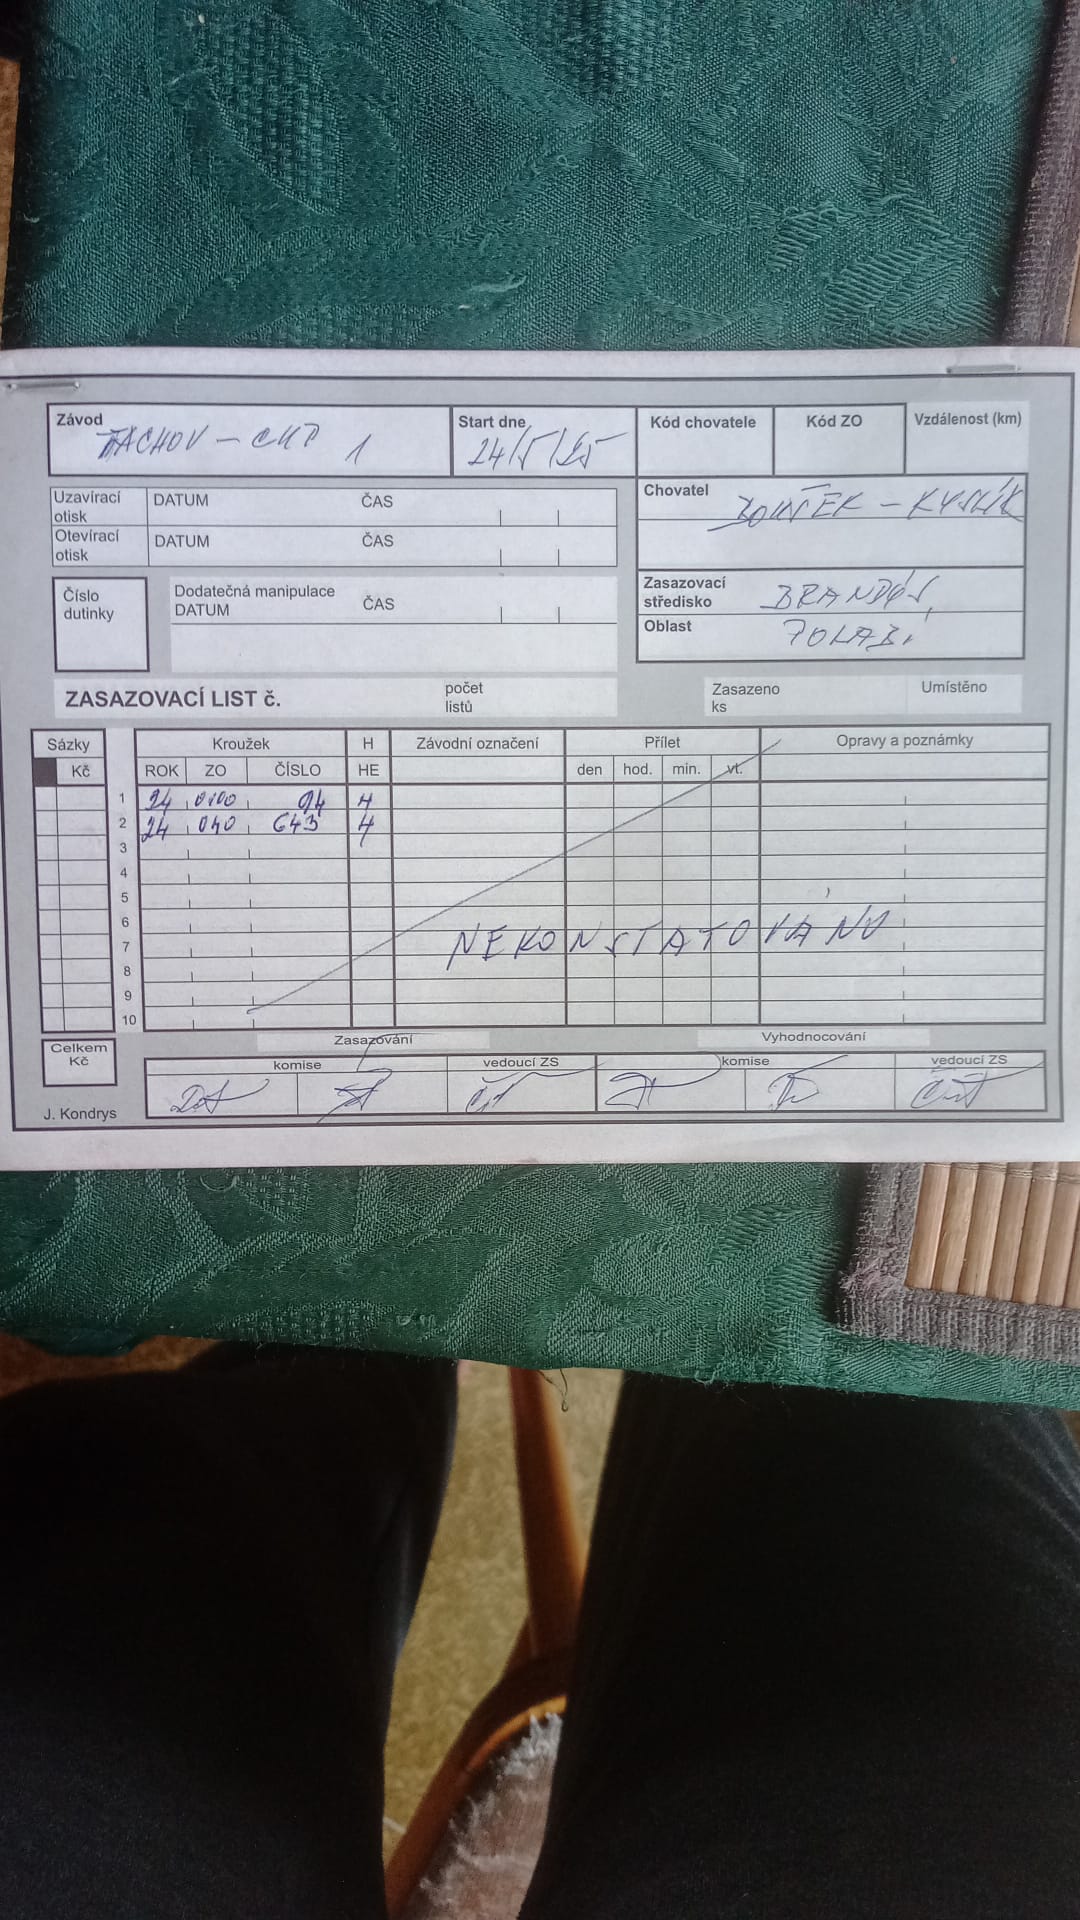 Závod
TACHOV - CHP 1
Start dne
24/5/25
Kód chovatele
Kód ZO
Vzdálenost (km)
Uzavírací otisk DATUM ČAS
Otevírací otisk DATUM ČAS
Chovatel
- KYSLÍK
Číslo dutinky
Dodatečná manipulace
DATUM ČAS
Zasazovací středisko BRANDÝS
Oblast POLABÍ
ZASAZOVACÍ LIST č.
počet listů
Zasazeno ks
Umístěno
Sázky Kroužek H Závodní označení Přílet Opravy a poznámky
Kč ROK ZO ČÍSLO HE den hod. min. vt.
1 24 0100 94 H
2 24 040 643 H
3
4
5
6
7
8
9
10
NEKONSTATOVÁNO
Celkem Kč
Zasazování Vyhodnocování
komise vedoucí ZS komise vedoucí ZS
J. Kondrys